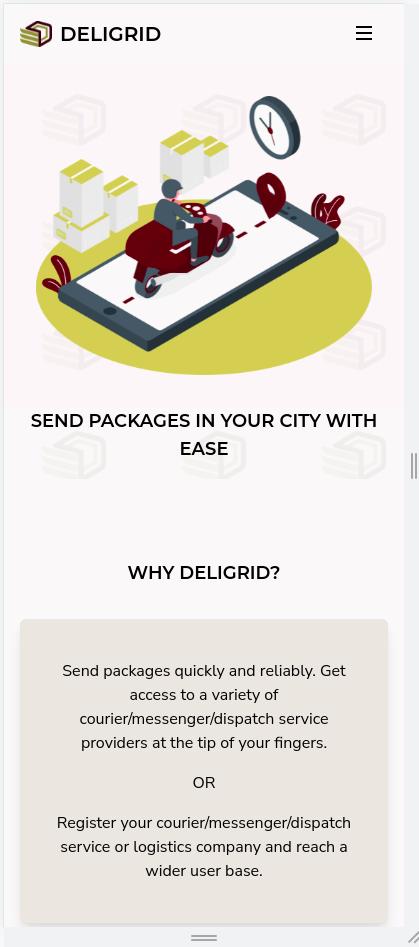 DELIGRID
SEND PACKAGES IN YOUR CITY WITH
EASE
WHY DELIGRID?
Send packages quickly and reliably. Get
access to a variety of
courier/messenger/dispatch service
providers at the tip of your fingers.
OR
Register your courier/messenger/dispatch
service or logistics company and reach a
wider user base.